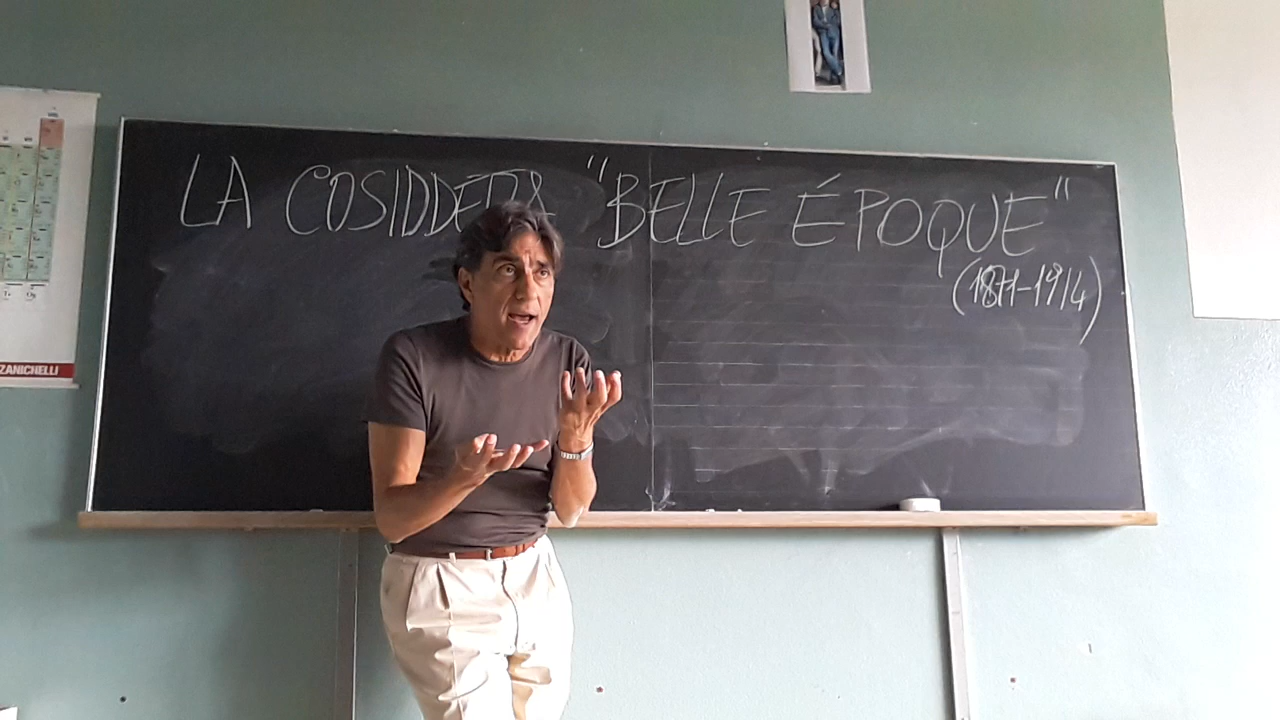 LA COSIDDETTA "BELLE ÉPOQUE"
(1871-1914)
ZANICHELLI